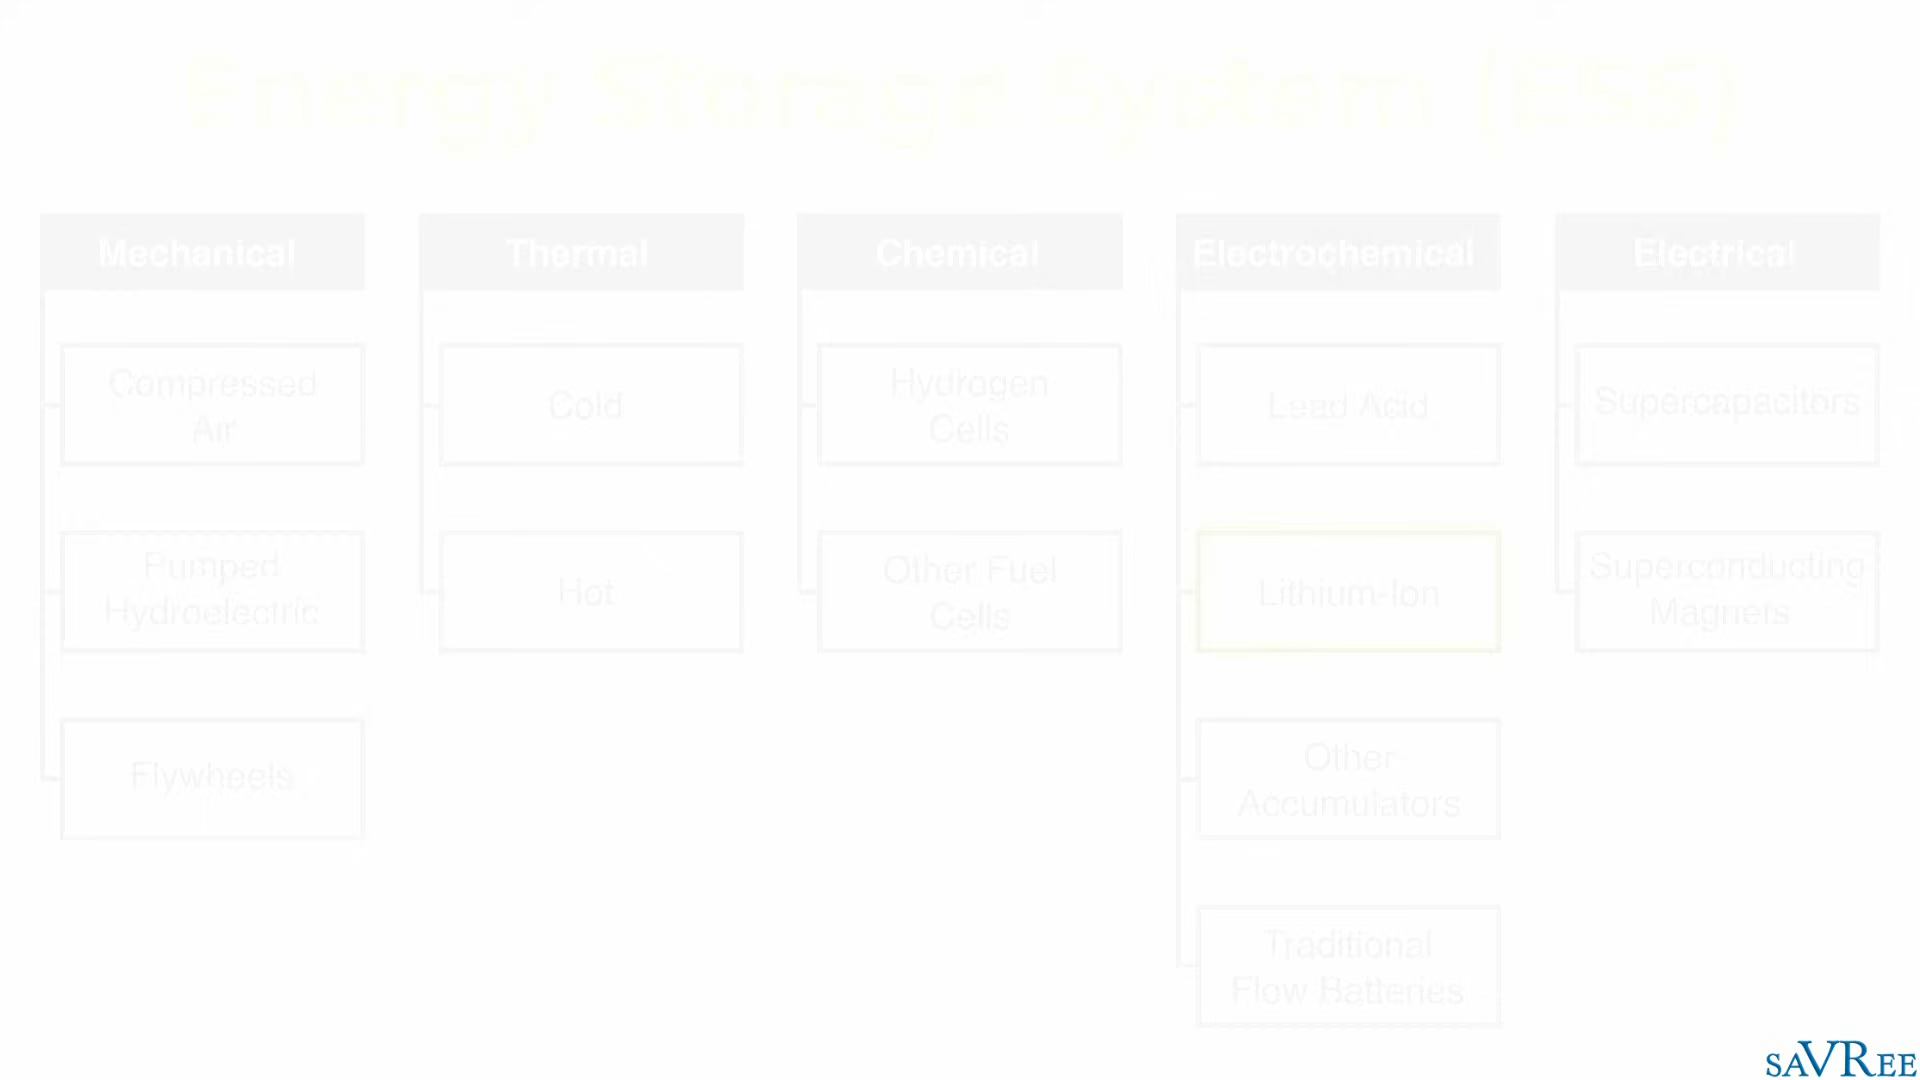 Energy Storage System (ESS)
Mechanical
Compressed
Air
Pumped
Hydroelectric
Flywheels
Thermal
Cold
Hot
Chemical
Hydrogen
Cells
Other Fuel
Cells
Electrochemical
Lead Acid
Lithium-Ion
Other
Accumulators
Traditional
Flow Batteries
Electrical
Supercapacitors
Superconducting
Magnets
saVRee